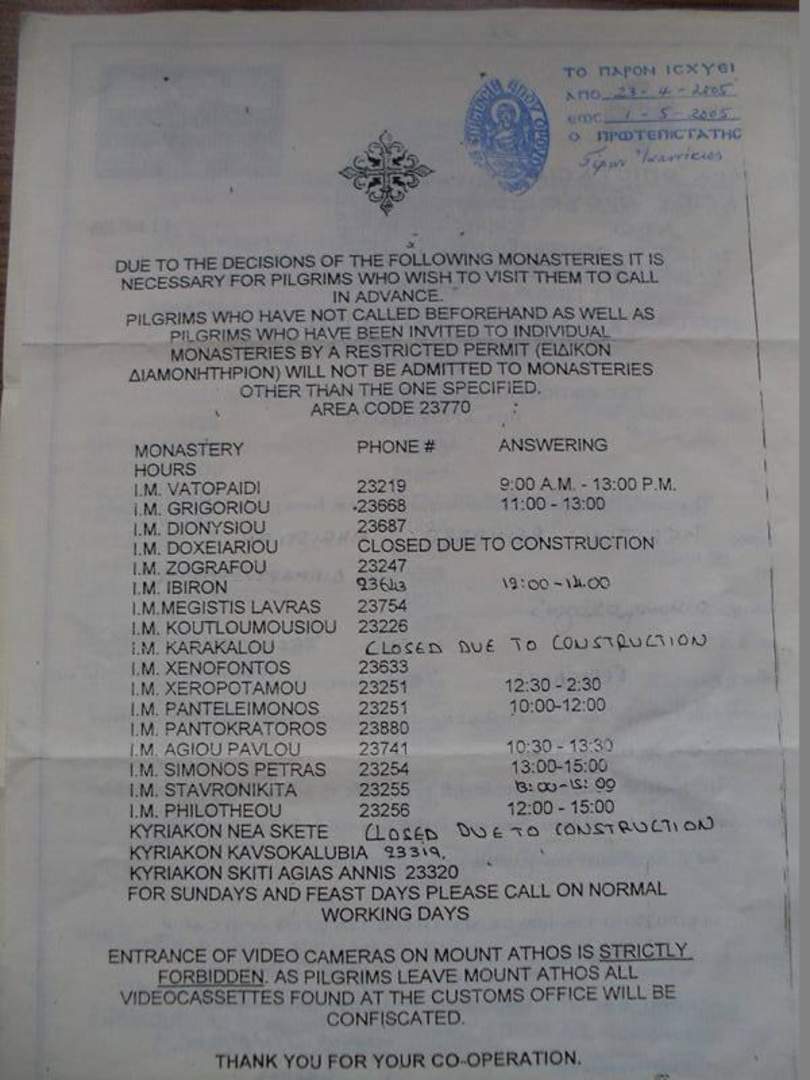 ΤΟ ΠΑΡΟΝ ΙCΧΥΕΙ
ΑΠΟ 23-4-2005
ΕΩC 1-5-2005
Ο ΠΡΩΤΕΠΙCΤΑΤΗC
DUE TO THE DECISIONS OF THE FOLLOWING MONASTERIES IT IS
NECESSARY FOR PILGRIMS WHO WISH TO VISIT THEM TO CALL
IN ADVANCE.
PILGRIMS WHO HAVE NOT CALLED BEFOREHAND AS WELL AS
PILGRIMS WHO HAVE BEEN INVITED TO INDIVIDUAL
MONASTERIES BY A RESTRICTED PERMIT (ΕΙΔΙΚΟΝ
ΔΙΑΜΟΝΗΤΗΡΙΟΝ) WILL NOT BE ADMITTED TO MONASTERIES
OTHER THAN THE ONE SPECIFIED.
AREA CODE 23770 :
MONASTERY PHONE # ANSWERING
HOURS
I.M. VATOPAIDI 23219 9:00 A.M. - 13:00 P.M.
I.M. GRIGORIOU 23668 11:00 - 13:00
I.M. DIONYSIOU 23687
I.M. DOXEIARIOU CLOSED DUE TO CONSTRUCTION
I.M. ZOGRAFOU 23247
I.M. IBIRON 23643 12:00-14:00
I.M.MEGISTIS LAVRAS 23754
I.M. KOUTLOUMOUSIOU 23226
I.M. KARAKALOU CLOSED DUE TO CONSTRUCTION
I.M. XENOFONTOS 23633
I.M. XEROPOTAMOU 23251 12:30 - 2:30
I.M. PANTELEIMONOS 23251 10:00-12:00
I.M. PANTOKRATOROS 23880
I.M. AGIOU PAVLOU 23741 10:30 - 13:30
I.M. SIMONOS PETRAS 23254 13:00-15:00
I.M. STAVRONIKITA 23255 13:00-15:00
I.M. PHILOTHEOU 23256 12:00 - 15:00
KYRIAKON NEA SKETE CLOSED DUE TO CONSTRUCTION
KYRIAKON KAVSOKALUBIA 23319.
KYRIAKON SKITI AGIAS ANNIS 23320
FOR SUNDAYS AND FEAST DAYS PLEASE CALL ON NORMAL
WORKING DAYS
ENTRANCE OF VIDEO CAMERAS ON MOUNT ATHOS IS STRICTLY
FORBIDDEN. AS PILGRIMS LEAVE MOUNT ATHOS ALL
VIDEOCASSETTES FOUND AT THE CUSTOMS OFFICE WILL BE
CONFISCATED.
THANK YOU FOR YOUR CO-OPERATION.